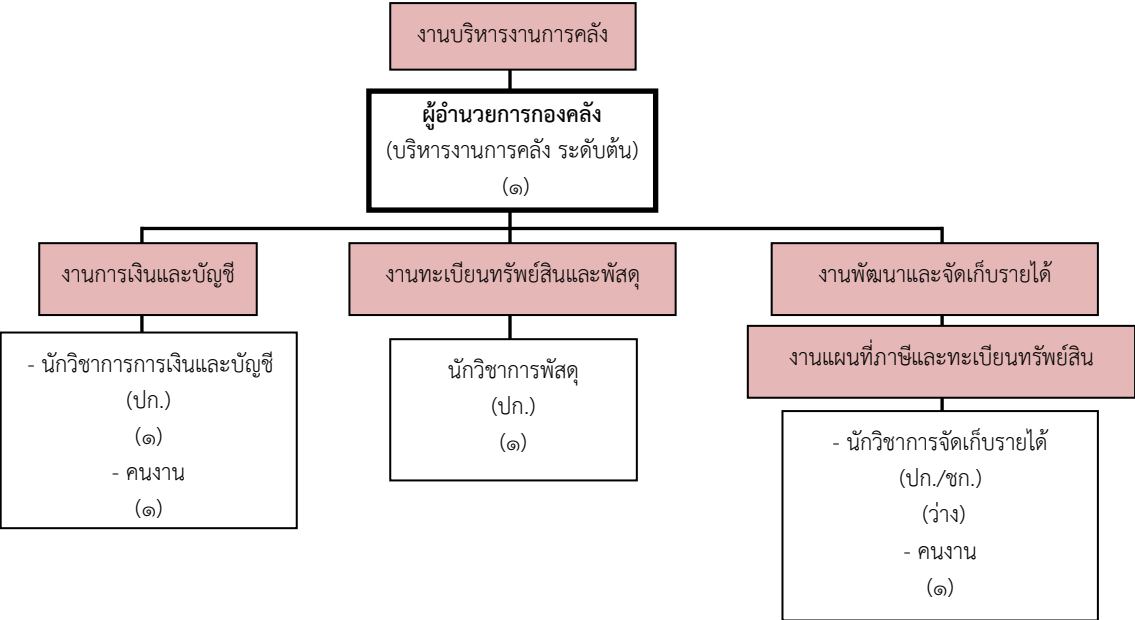 งานบริหารงานการคลัง
ผู้อำนวยการกองคลัง
(บริหารงานการคลัง ระดับต้น)
(๑)
งานการเงินและบัญชี
- นักวิชาการการเงินและบัญชี
(ปก.)
(๑)
- คนงาน
(๑)
งานทะเบียนทรัพย์สินและพัสดุ
นักวิชาการพัสดุ
(ปก.)
(๑)
งานพัฒนาและจัดเก็บรายได้
งานแผนที่ภาษีและทะเบียนทรัพย์สิน
- นักวิชาการจัดเก็บรายได้
(ปก./ชก.)
(ว่าง)
- คนงาน
(๑)